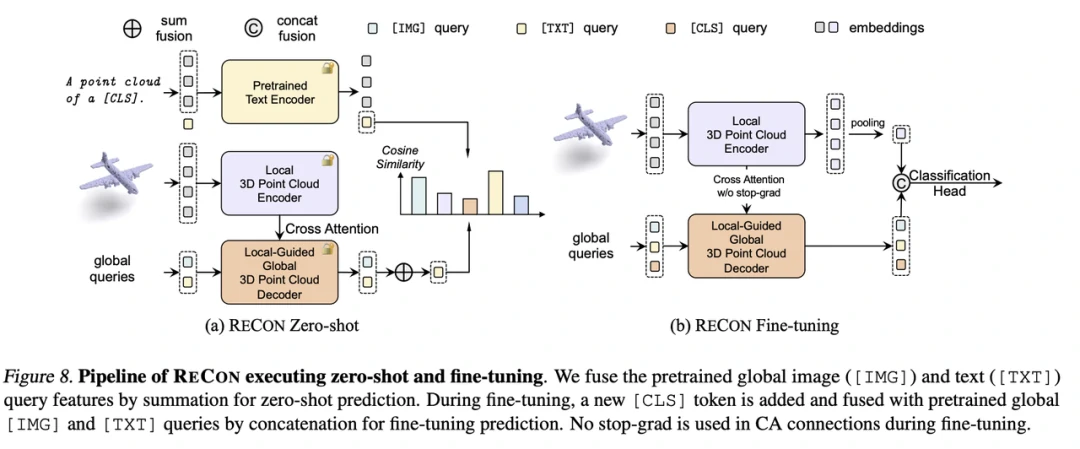 sum fusion
concat fusion
[IMG] query
[TXT] query
[CLS] query
embeddings
A point cloud
of a [CLS].
Pretrained
Text Encoder
Cosine
Similarity
Local
3D Point Cloud
Encoder
Cross Attention
global
queries
Local-Guided
Global
3D Point Cloud
Decoder
(a) RECON Zero-shot
Local
3D Point Cloud
Encoder
pooling
Cross Attention
w/o stop-grad
C
Classification
Head
global
queries
Local-Guided
Global
3D Point Cloud
Decoder
(b) RECON Fine-tuning
Figure 8. Pipeline of RECON executing zero-shot and fine-tuning. We fuse the pretrained global image ([IMG]) and text ([TXT])
query features by summation for zero-shot prediction. During fine-tuning, a new [CLS] token is added and fused with pretrained global
[IMG] and [TXT] queries by concatenation for fine-tuning prediction. No stop-grad is used in CA connections during fine-tuning.